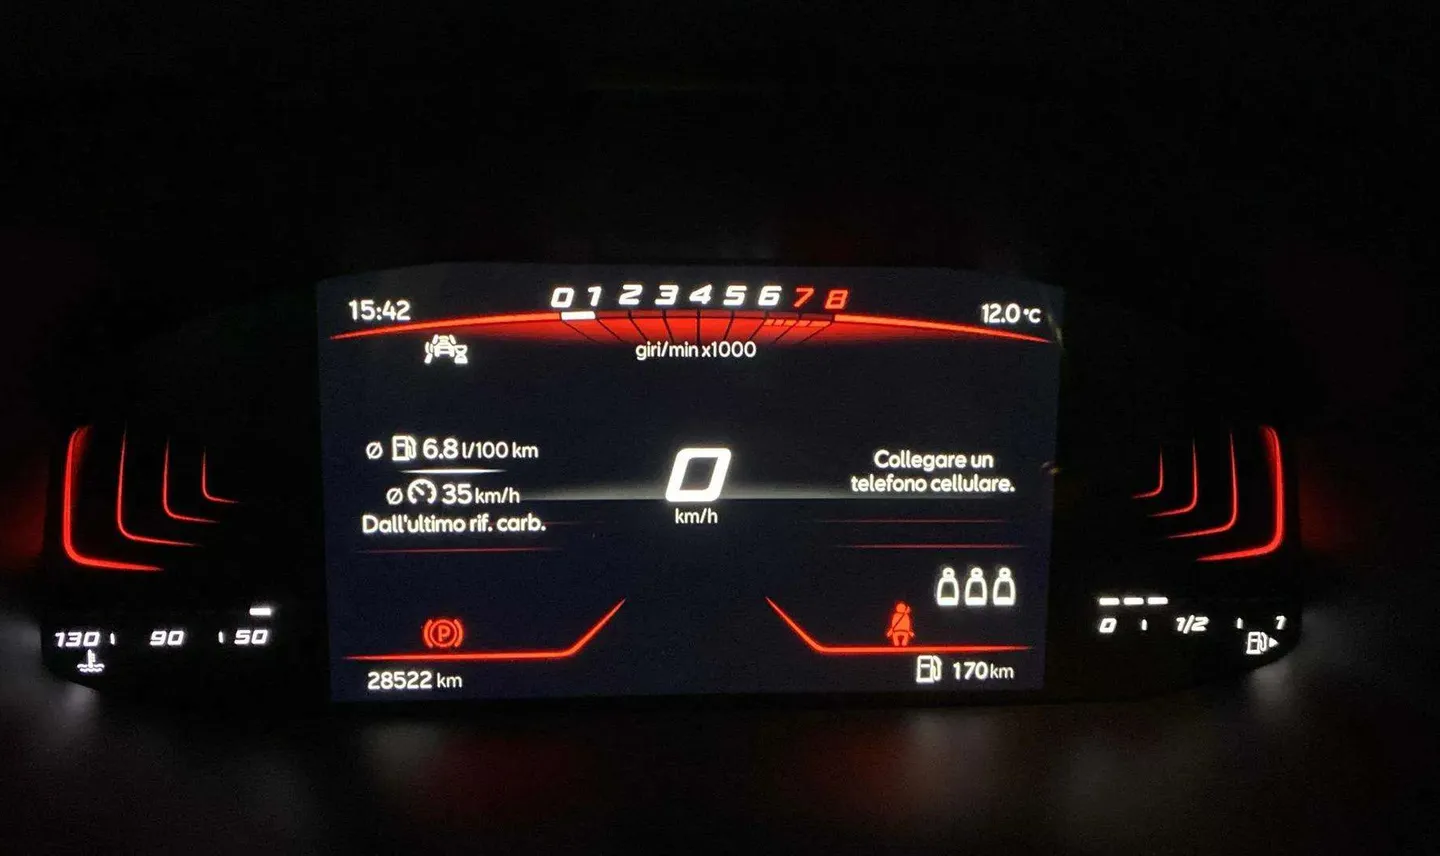 15:42
0 1 2 3 4 5 6 7 8
12.0°C
giri/min x1000
Ø 6.8 l/100 km
Ø 35 km/h
Dall'ultimo rif. carb.
0
km/h
Collegare un
telefono cellulare.
P
28522 km
170 km
130 90 50
0 1/2 1